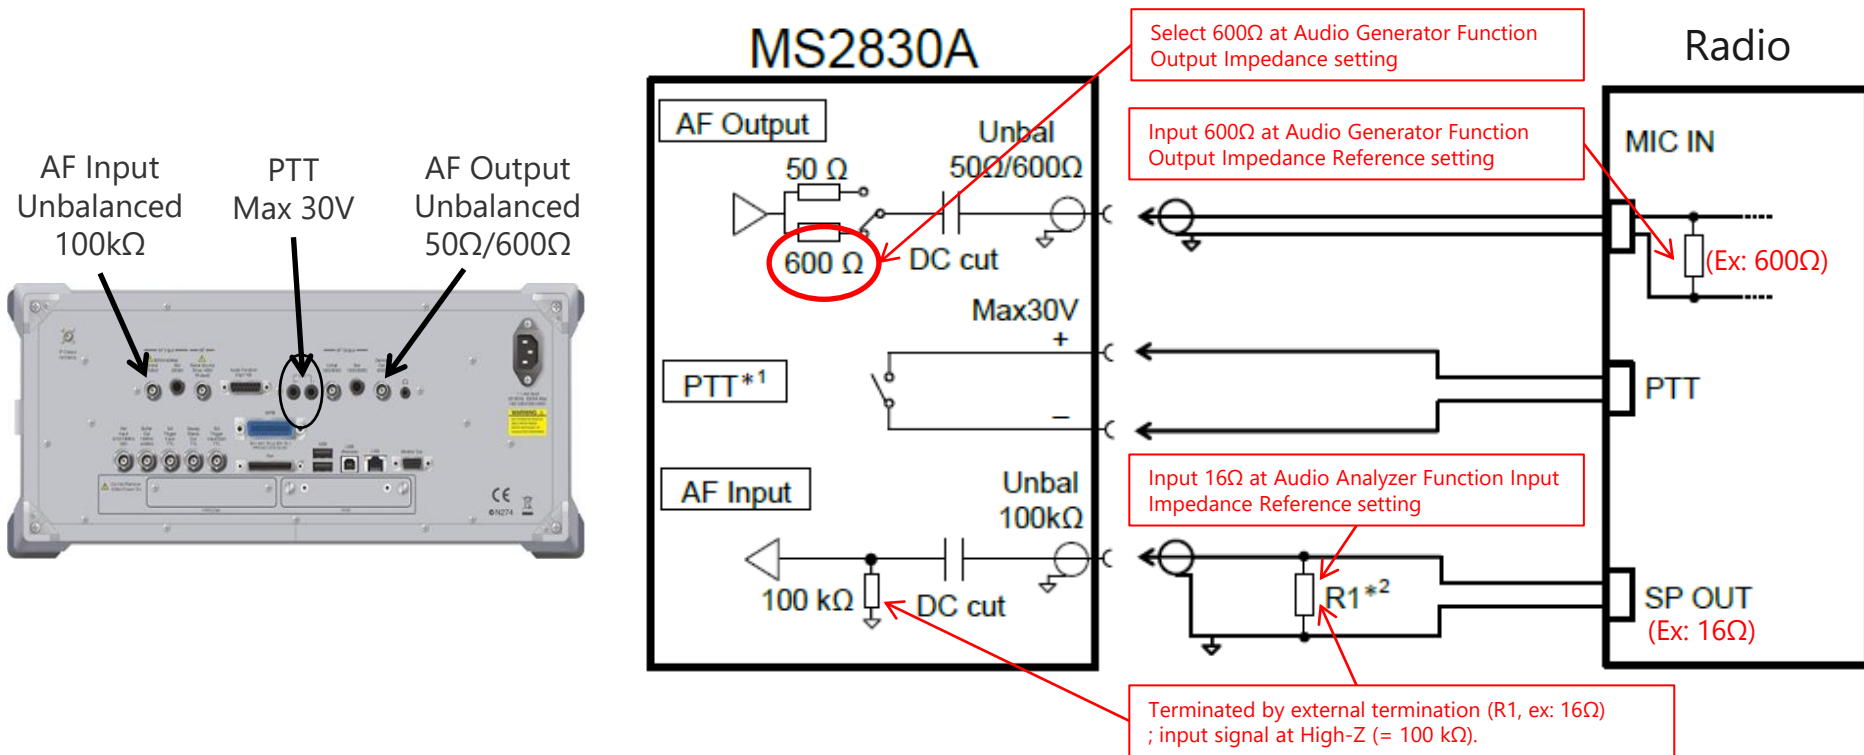 MS2830A
Radio
Select 600Ω at Audio Generator Function
Output Impedance setting
Input 600Ω at Audio Generator Function
Output Impedance Reference setting
AF Input
Unbalanced
100kΩ
PTT
Max 30V
AF Output
Unbalanced
50Ω/600Ω
AF Output
50 Ω
600 Ω
Unbal
50Ω/600Ω
DC cut
MIC IN
(Ex: 600Ω)
Max30V
+
PTT*1
−
PTT
Input 16Ω at Audio Analyzer Function Input
Impedance Reference setting
AF Input
Unbal
100kΩ
100 kΩ
DC cut
R1*2
SP OUT
(Ex: 16Ω)
Terminated by external termination (R1, ex: 16Ω)
; input signal at High-Z (= 100 kΩ).
WARNING
CE
N274